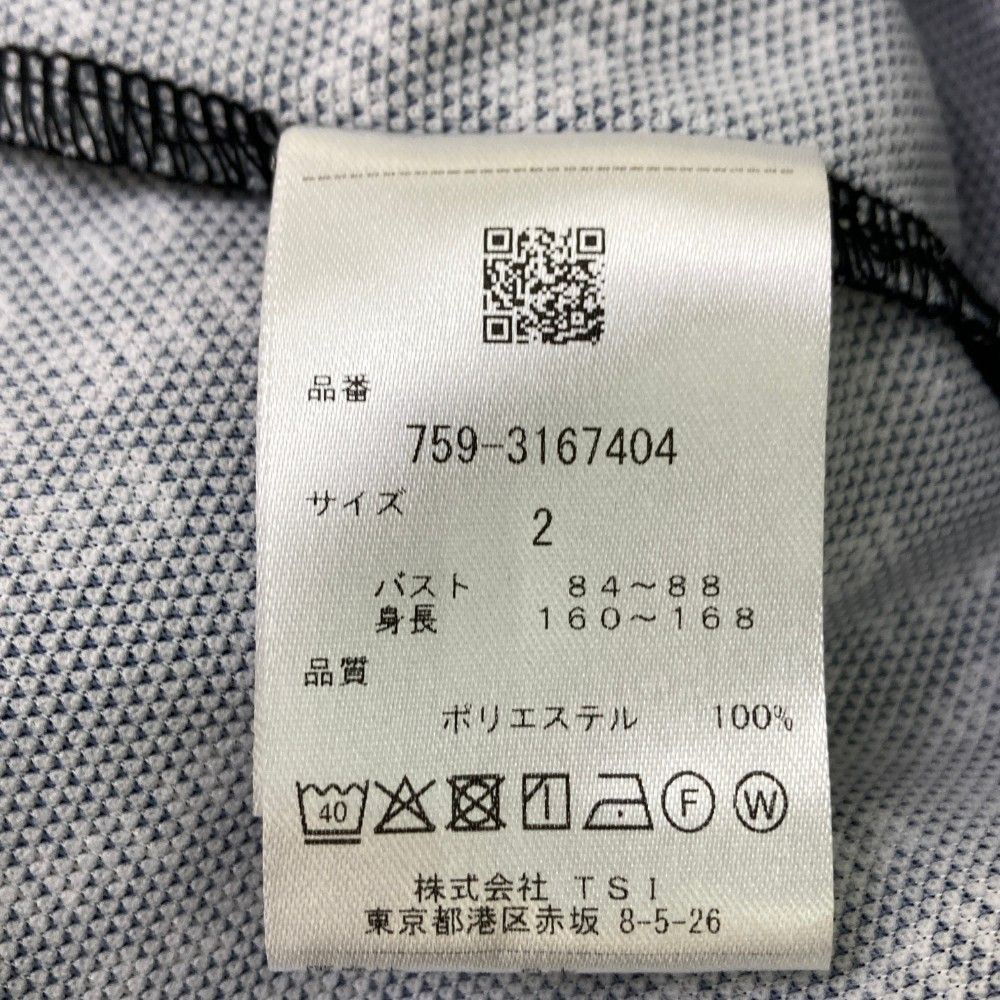 品番
759-3167404
サイズ
2
バスト 84～88
身長 160～168
品質
ポリエステル 100%
40
F W
株式会社 TSI
東京都港区赤坂 8-5-26